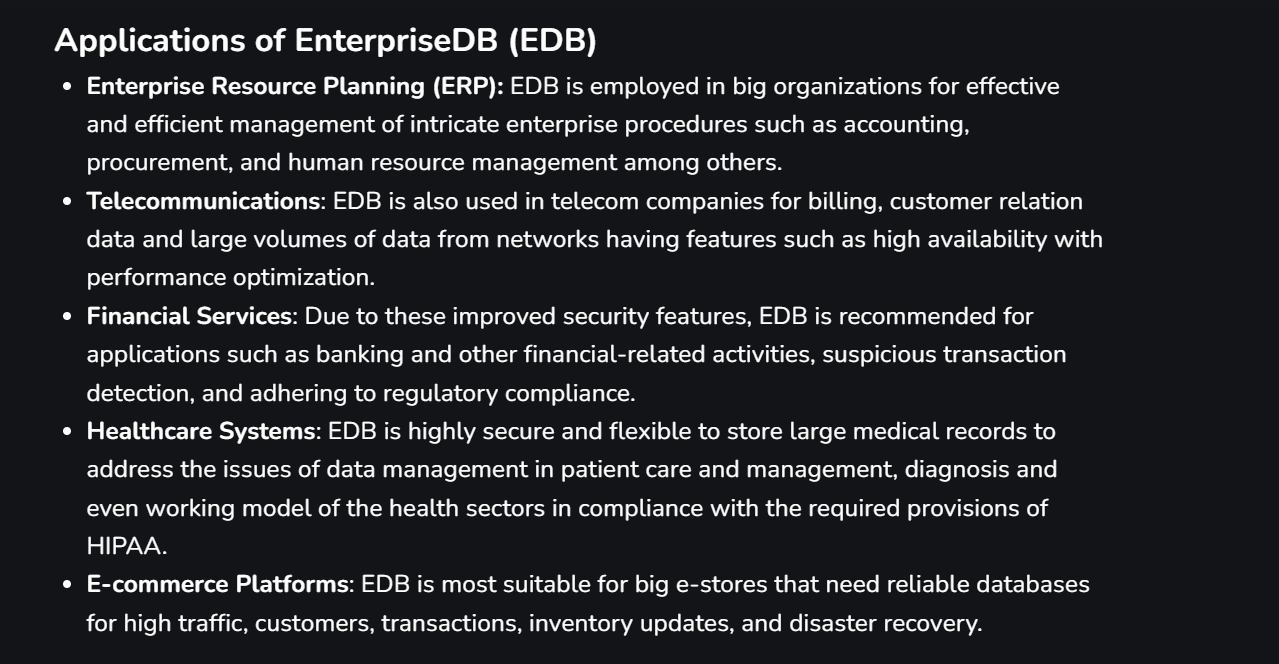 Applications of EnterpriseDB (EDB)
• Enterprise Resource Planning (ERP): EDB is employed in big organizations for effective
and efficient management of intricate enterprise procedures such as accounting,
procurement, and human resource management among others.
• Telecommunications: EDB is also used in telecom companies for billing, customer relation
data and large volumes of data from networks having features such as high availability with
performance optimization.
• Financial Services: Due to these improved security features, EDB is recommended for
applications such as banking and other financial-related activities, suspicious transaction
detection, and adhering to regulatory compliance.
• Healthcare Systems: EDB is highly secure and flexible to store large medical records to
address the issues of data management in patient care and management, diagnosis and
even working model of the health sectors in compliance with the required provisions of
HIPAA.
• E-commerce Platforms: EDB is most suitable for big e-stores that need reliable databases
for high traffic, customers, transactions, inventory updates, and disaster recovery.